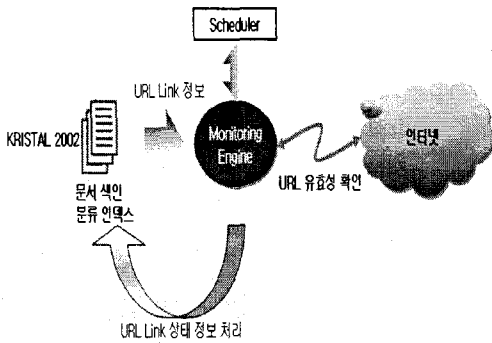 Scheduler
URL Link 정보
KRISTAL 2002
Monitoring
Engine
인터넷
URL 유효성 확인
문서 색인
분류 인덱스
URL Link 상태 정보 처리